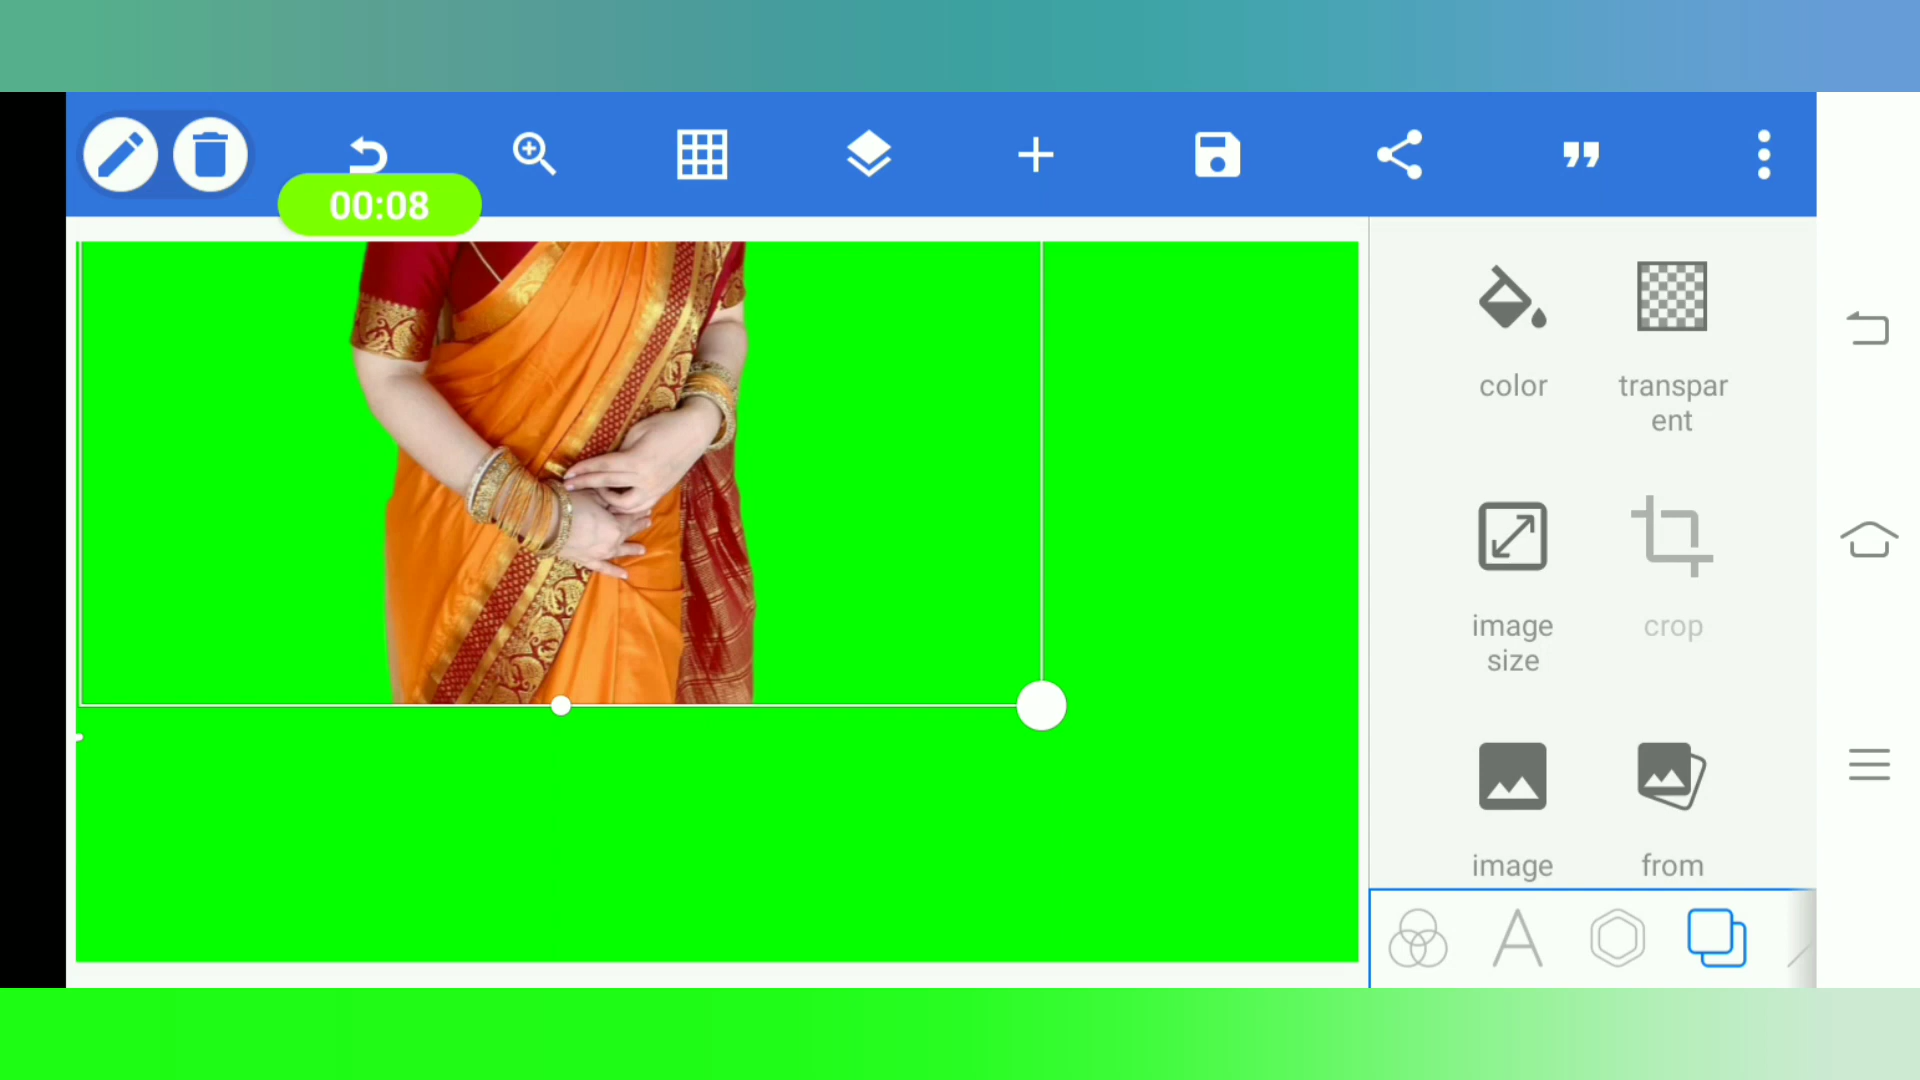 00:08
color
transpar
ent
image
size
crop
image
from